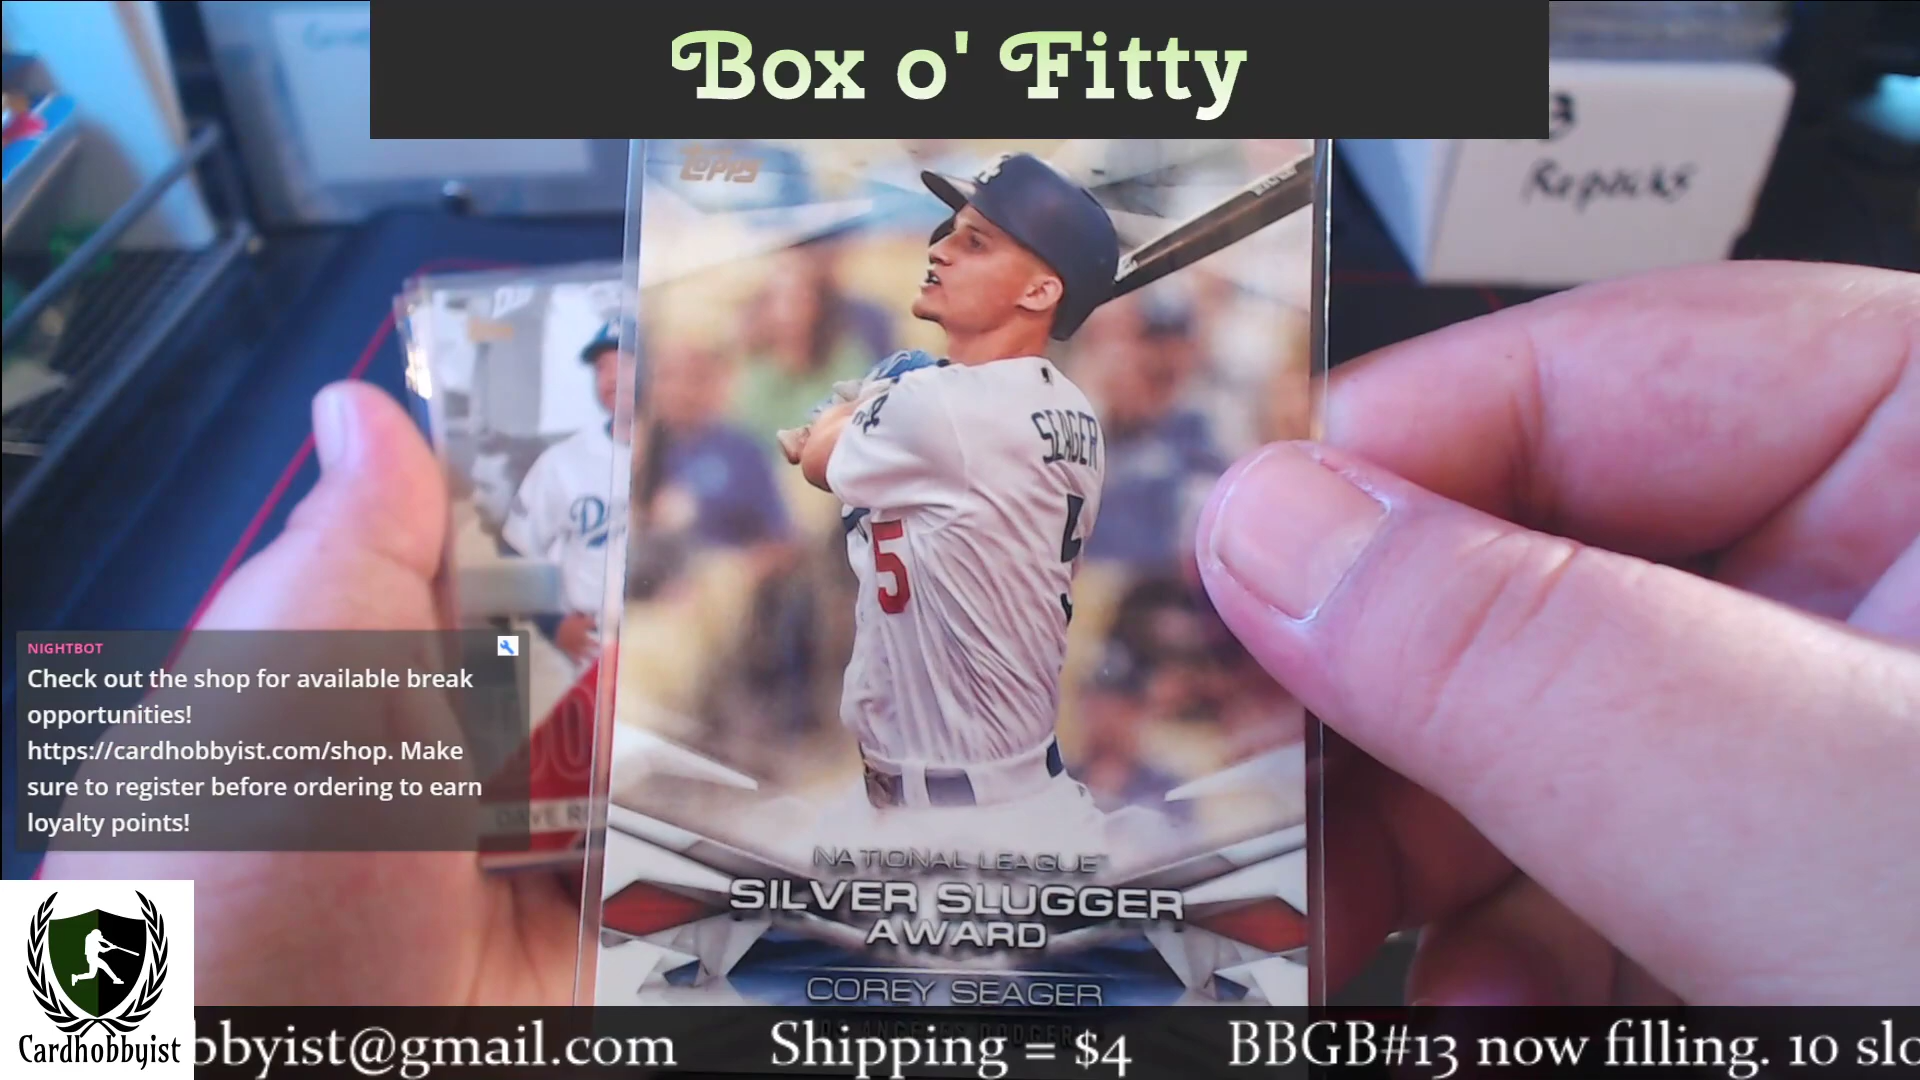 Box o' Fitty
Repacks
Topps
SEAGER
5
5
NATIONAL LEAGUE
SILVER SLUGGER
AWARD
COREY SEAGER
NIGHTBOT
Check out the shop for available break
opportunities!
https://cardhobbyist.com/shop. Make
sure to register before ordering to earn
loyalty points!
Cardhobbyist
bbyist@gmail.com Shipping = $4 BBGB#13 now filling. 10 slo